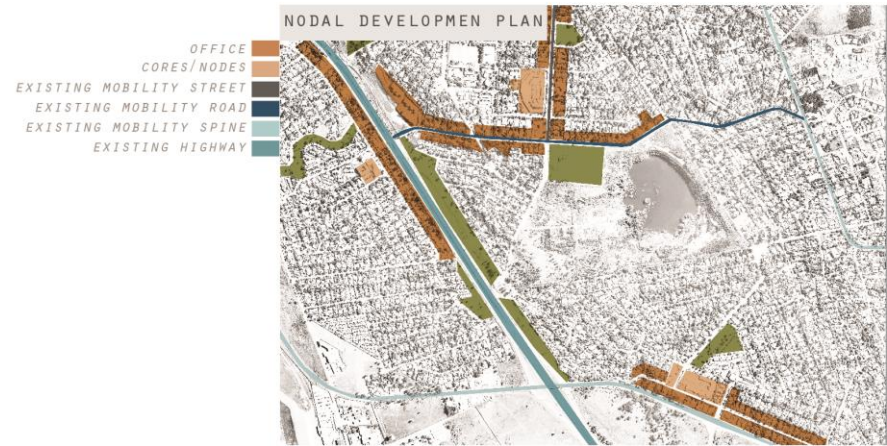 NODAL DEVELOPMEN PLAN
OFFICE
CORES/NODES
EXISTING MOBILITY STREET
EXISTING MOBILITY ROAD
EXISTING MOBILITY SPINE
EXISTING HIGHWAY